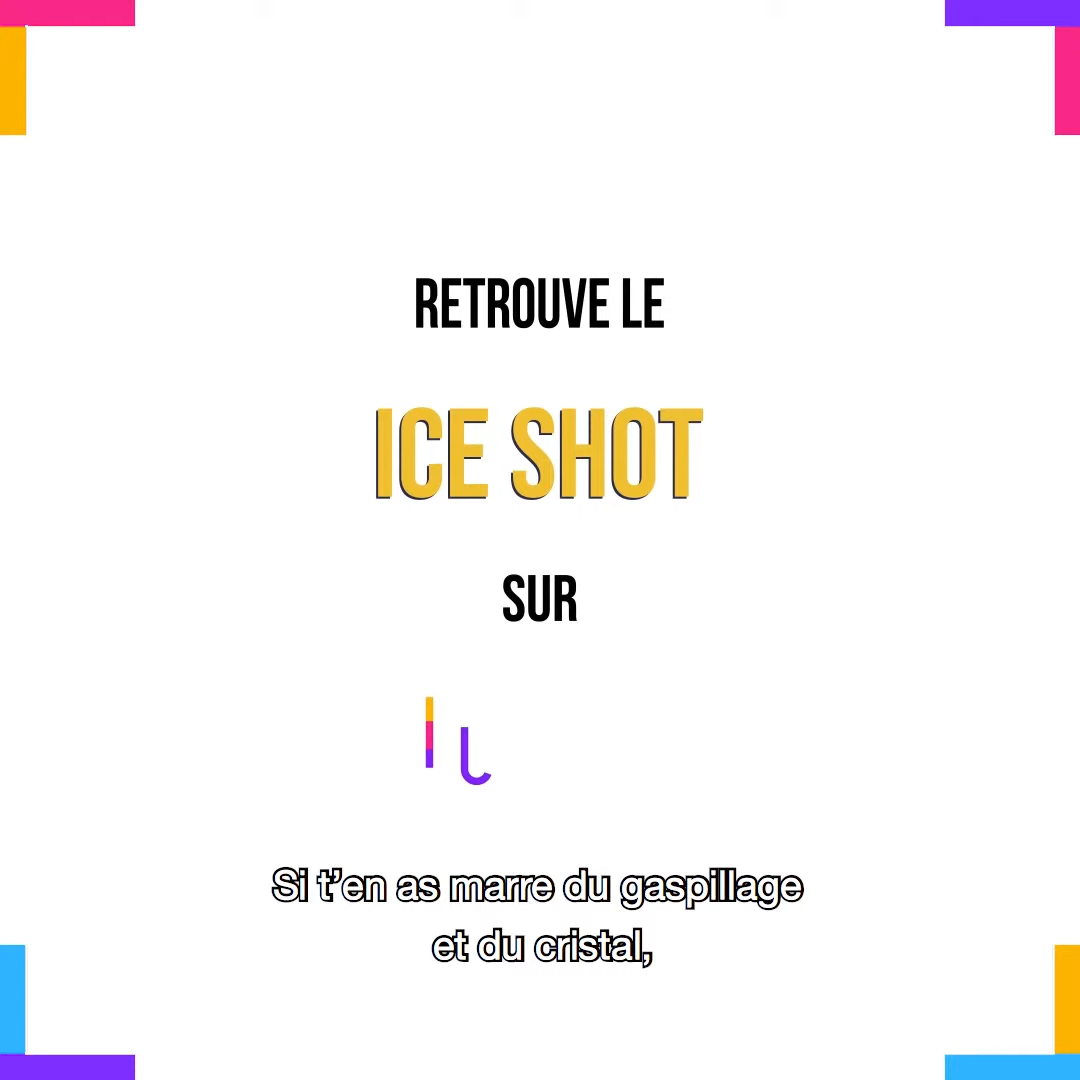 RETROUVE LE
ICE SHOT
SUR
Si t’en as marre du gaspillage
et du cristal,